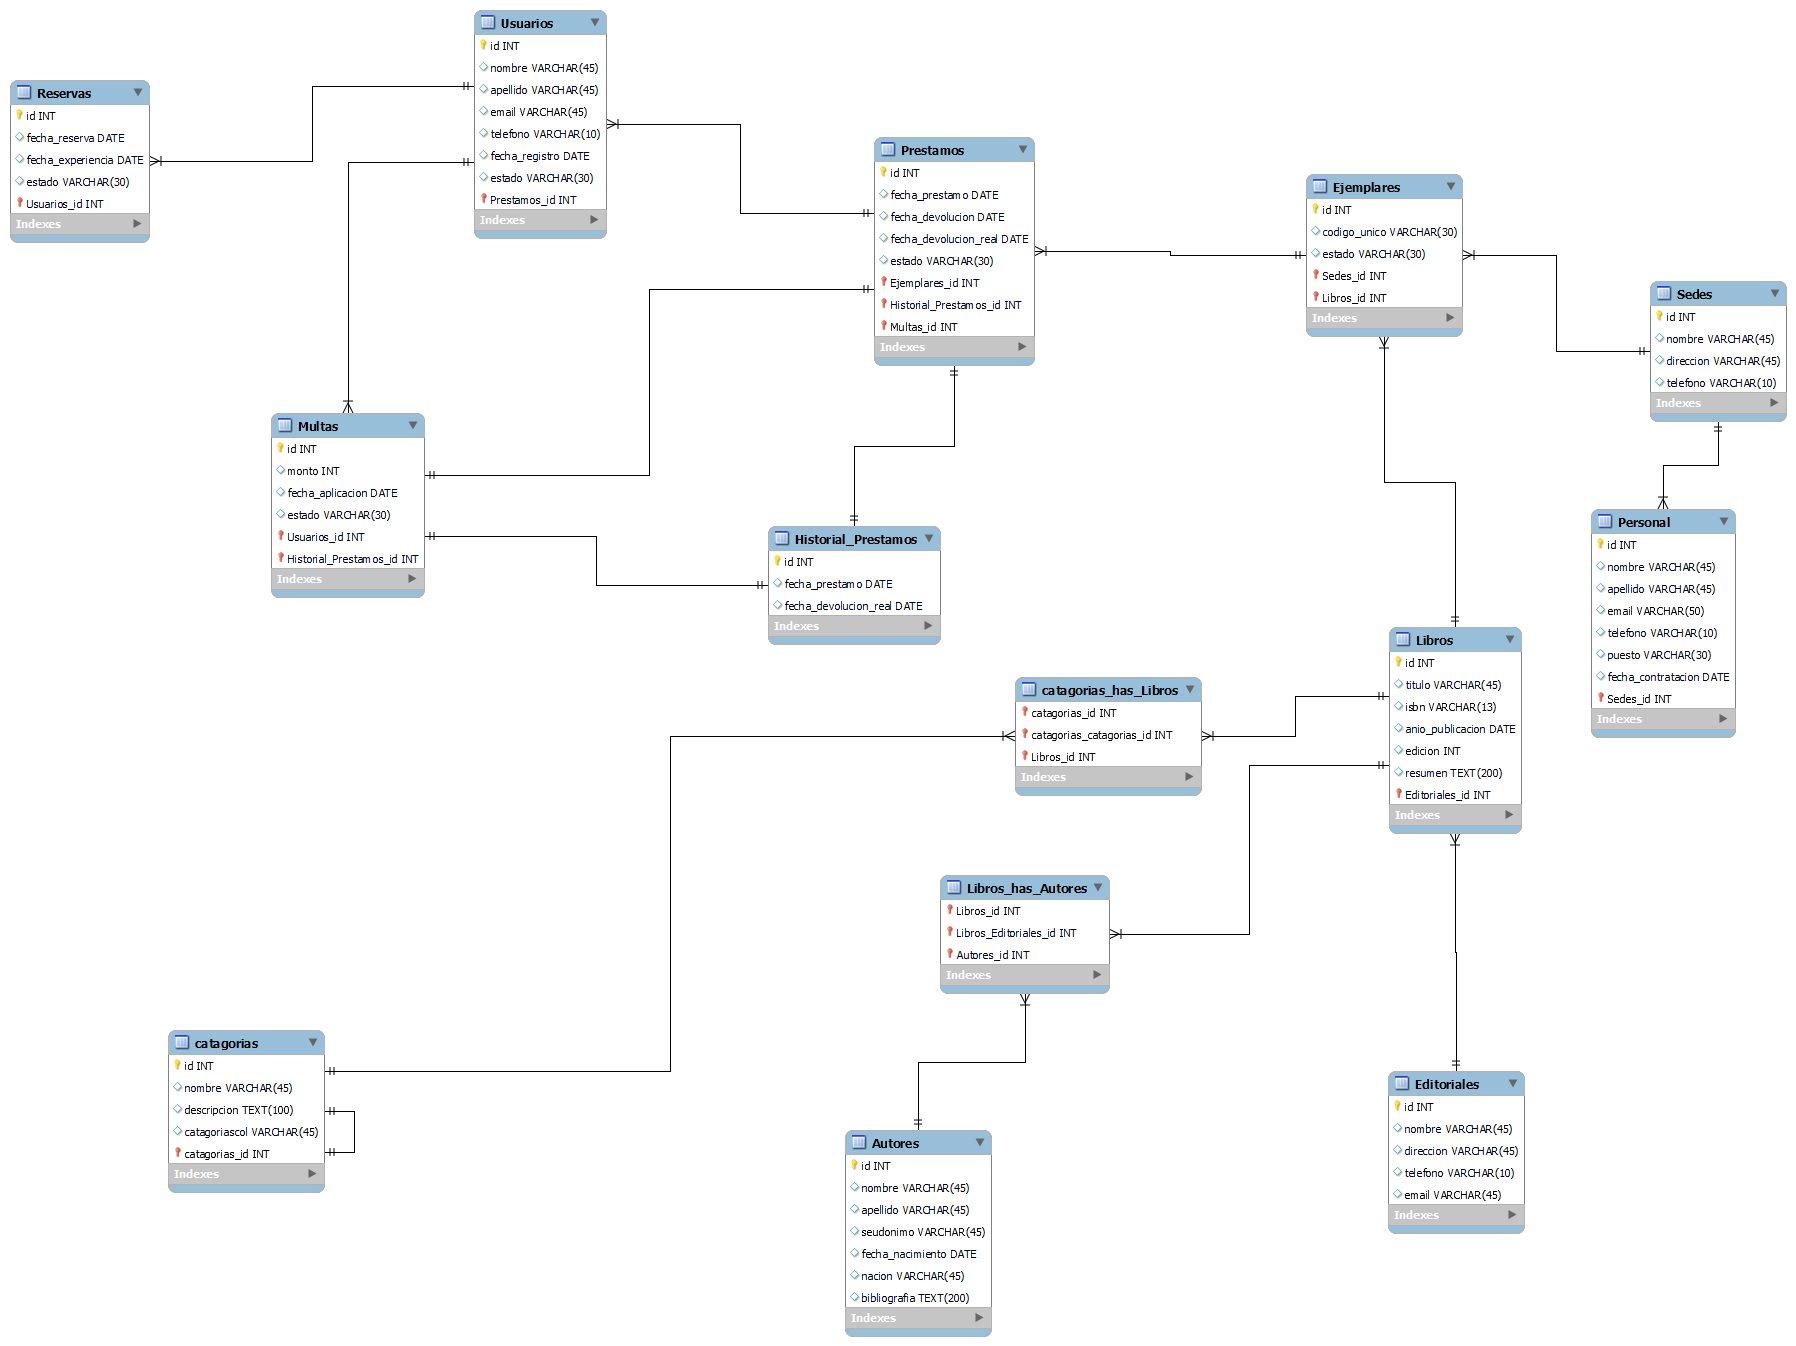 Usuarios
id INT
nombre VARCHAR(45)
apellido VARCHAR(45)
email VARCHAR(45)
telefono VARCHAR(10)
fecha_registro DATE
estado VARCHAR(30)
Prestamos_id INT
Indexes
Reservas
id INT
fecha_reserva DATE
fecha_experiencia DATE
estado VARCHAR(30)
Usuarios_id INT
Indexes
Prestamos
id INT
fecha_prestamo DATE
fecha_devolucion DATE
fecha_devolucion_real DATE
estado VARCHAR(30)
Ejemplares_id INT
Historial_Prestamos_id INT
Multas_id INT
Indexes
Ejemplares
id INT
codigo_unico VARCHAR(30)
estado VARCHAR(30)
Sedes_id INT
Libros_id INT
Indexes
Sedes
id INT
nombre VARCHAR(45)
direccion VARCHAR(45)
telefono VARCHAR(10)
Indexes
Multas
id INT
monto INT
fecha_aplicacion DATE
estado VARCHAR(30)
Usuarios_id INT
Historial_Prestamos_id INT
Indexes
Historial_Prestamos
id INT
fecha_prestamo DATE
fecha_devolucion_real DATE
Indexes
Personal
id INT
nombre VARCHAR(45)
apellido VARCHAR(45)
email VARCHAR(50)
telefono VARCHAR(10)
puesto VARCHAR(30)
fecha_contratacion DATE
Sedes_id INT
Indexes
Libros
id INT
titulo VARCHAR(45)
isbn VARCHAR(13)
anio_publicacion DATE
edicion INT
resumen TEXT(200)
Editoriales_id INT
Indexes
catagorias_has_Libros
catagorias_id INT
catagorias_catagorias_id INT
Libros_id INT
Indexes
Libros_has_Autores
Libros_id INT
Libros_Editoriales_id INT
Autores_id INT
Indexes
catagorias
id INT
nombre VARCHAR(45)
descripcion TEXT(100)
catagoriascol VARCHAR(45)
catagorias_id INT
Indexes
Autores
id INT
nombre VARCHAR(45)
apellido VARCHAR(45)
seudonimo VARCHAR(45)
fecha_nacimiento DATE
nacion VARCHAR(45)
bibliografia TEXT(200)
Indexes
Editoriales
id INT
nombre VARCHAR(45)
direccion VARCHAR(45)
telefono VARCHAR(10)
email VARCHAR(45)
Indexes